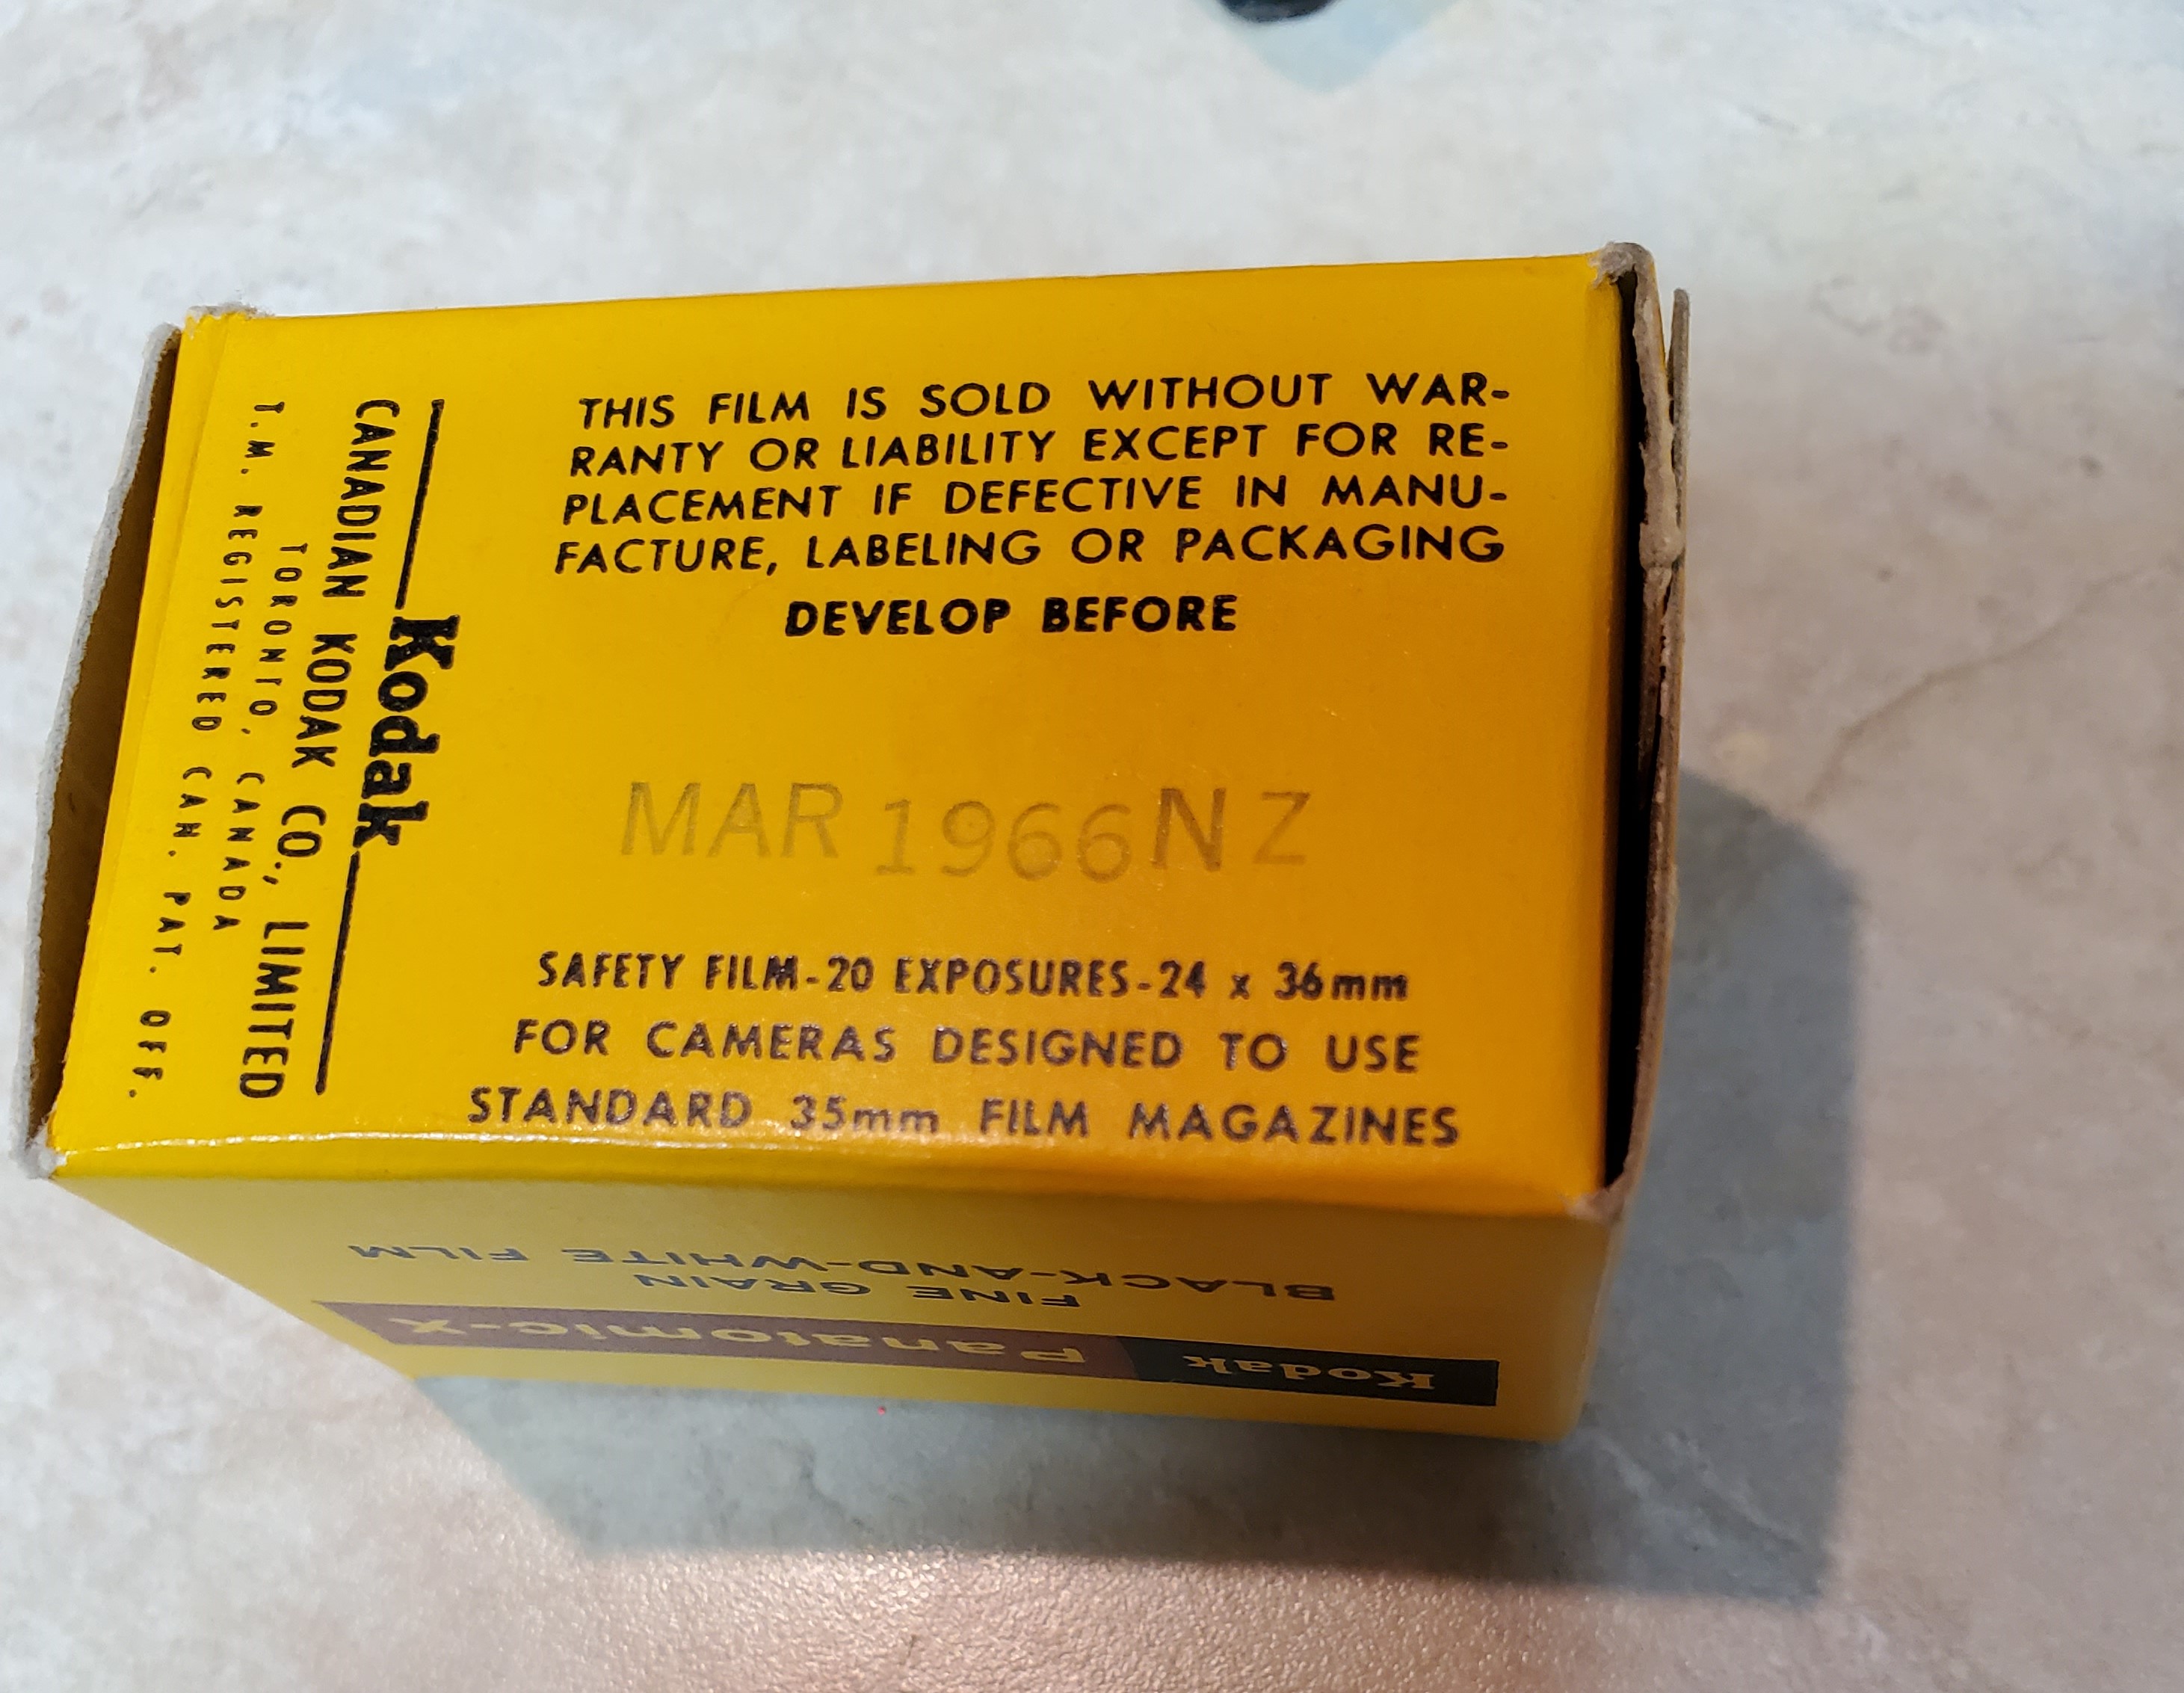 THIS FILM IS SOLD WITHOUT WAR-
RANTY OR LIABILITY EXCEPT FOR RE-
PLACEMENT IF DEFECTIVE IN MANU-
FACTURE, LABELING OR PACKAGING
DEVELOP BEFORE
MAR 1966 N Z
SAFETY FILM-20 EXPOSURES-24 x 36mm
FOR CAMERAS DESIGNED TO USE
STANDARD 35mm FILM MAGAZINES
Kodak
CANADIAN KODAK CO., LIMITED
TORONTO, CANADA
T.M. REGISTERED CAN. PAT. OFF.
Kodak Panatomic-X
FINE GRAIN
BLACK-AND-WHITE FILM